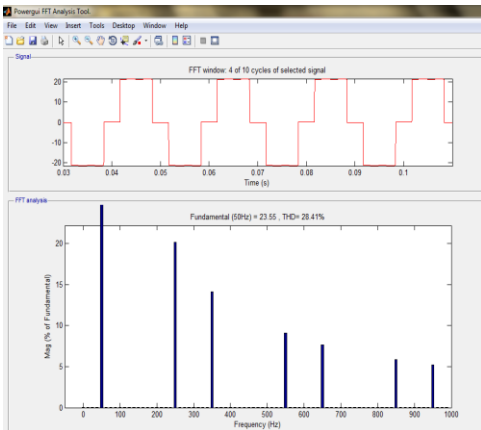 Powergui FFT Analysis Tool.
File Edit View Insert Tools Desktop Window Help
Signal
FFT window: 4 of 10 cycles of selected signal
20
10
0
-10
-20
0.03 0.04 0.05 0.06 0.07 0.08 0.09 0.1
Time (s)
FFT analysis
Fundamental (50Hz) = 23.55 , THD= 28.41%
Mag (% of Fundamental)
20
15
10
5
0
0 100 200 300 400 500 600 700 800 900 1000
Frequency (Hz)